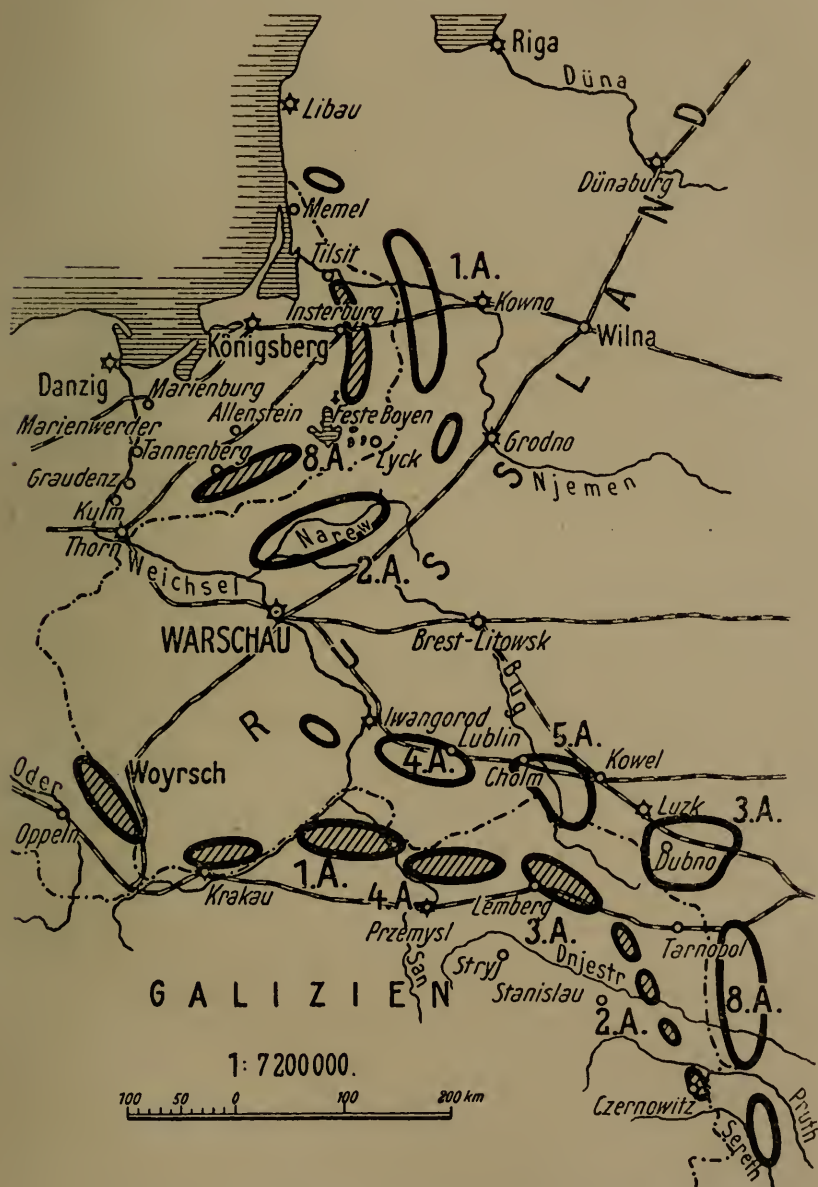 Riga
Düna
Libau
Dünaburg
Memel
Tilsit
1.A.
Insterburg
Kowno
Königsberg
Wilna
Danzig
Marienburg
Marienwerder
Allenstein
Feste Boyen
Tannenberg
8.A.
Lyck
Grodno
Graudenz
Njemen
Kulm
Thorn
Narew
Weichsel
2.A.
WARSCHAU
Brest-Litowsk
RUSSLAND
Bug
Iwangorod
Lublin
5.A.
4.A.
Cholm
Kowel
Woyrsch
Oder
Oppeln
Luzk
3.A.
Dubno
1.A.
Krakau
4.A.
Lemberg
Przemysl
3.A.
Tarnopol
San
Stryj
Dnjestr
Stanislau
GALIZIEN
2.A.
8.A.
1:7200000.
100 0 100 200 km
Czernowitz
Pruth
Sereth